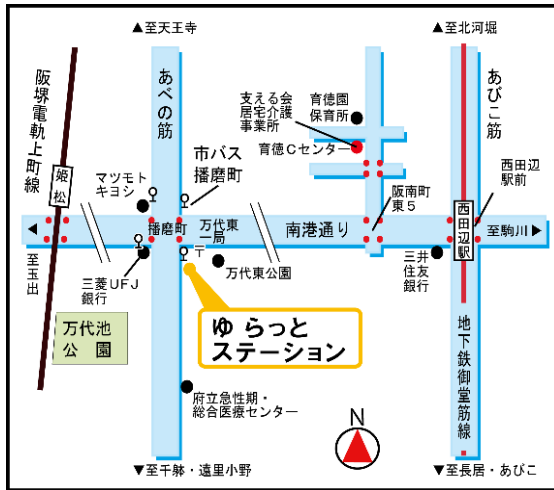 ▲至天王寺
▲至北河堀
阪堺電軌上町線
姫松
あべの筋
あびこ筋
支える会
居宅介護
事業所
育徳園
保育所
育徳Cセンター
市バス
播磨町
マツモト
キヨシ
西田辺
駅前
阪南町
東5
◀
至玉出
播磨町
万代東
一局
〒
南港通り
西田辺駅
至駒川▶
三菱UFJ
銀行
万代東公園
三井
住友
銀行
万代池
公園
ゆらっと
ステーション
地下鉄御堂筋線
府立急性期・
総合医療センター
N
▼至千躰・遠里小野
▼至長居・あびこ